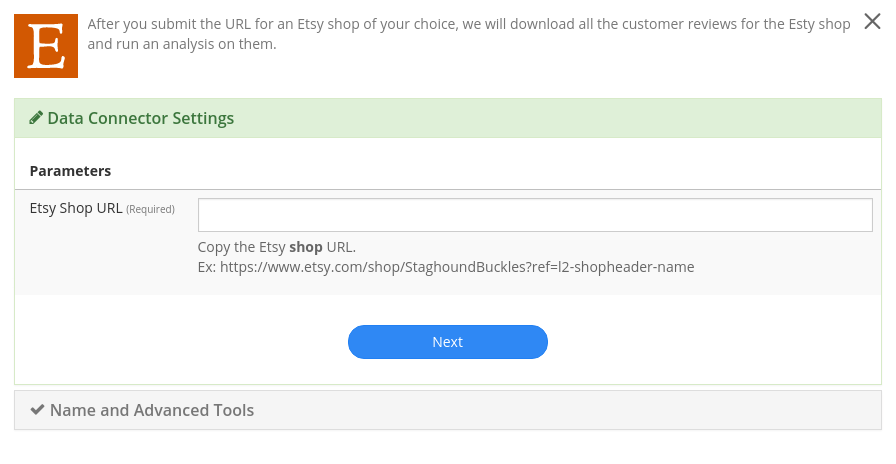 E
After you submit the URL for an Etsy shop of your choice, we will download all the customer reviews for the Esty shop
and run an analysis on them.
Data Connector Settings
Parameters
Etsy Shop URL (Required)
Copy the Etsy shop URL.
Ex: https://www.etsy.com/shop/StaghoundBuckles?ref=l2-shopheader-name
Next
Name and Advanced Tools